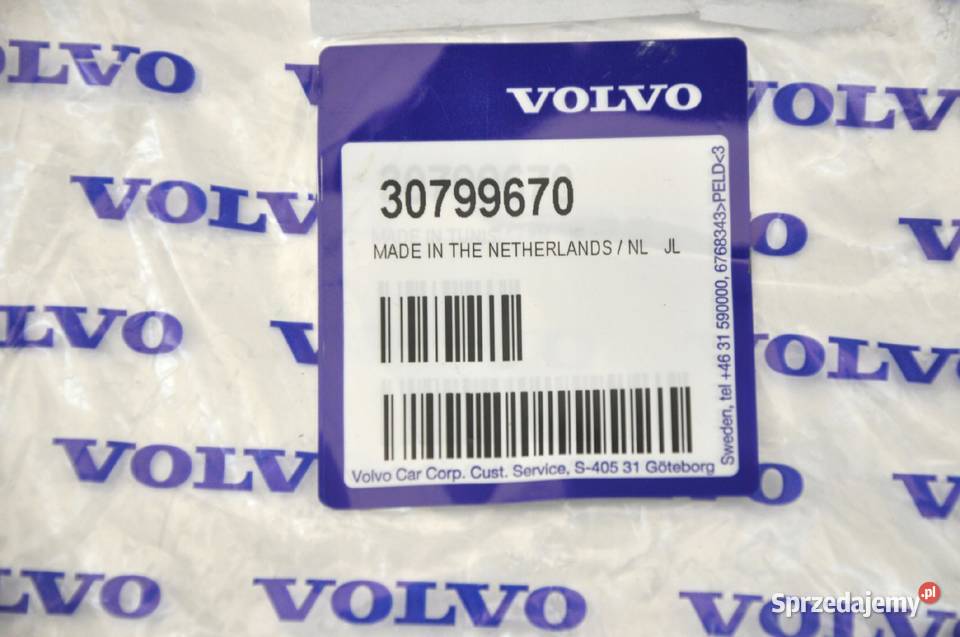 VOLVO
VOLVO
VOLVO
VOLVO
30799670
MADE IN THE NETHERLANDS / NL JL
VOLVO
VOLVO
VOLVO
Volvo Car Corp. Cust. Service, S-405 31 Göteborg
Sweden, tel +46 31 590000, 6768343>PELD<3
VOLVO
VOLVO
VOLVO
Sprzedajemy.pl